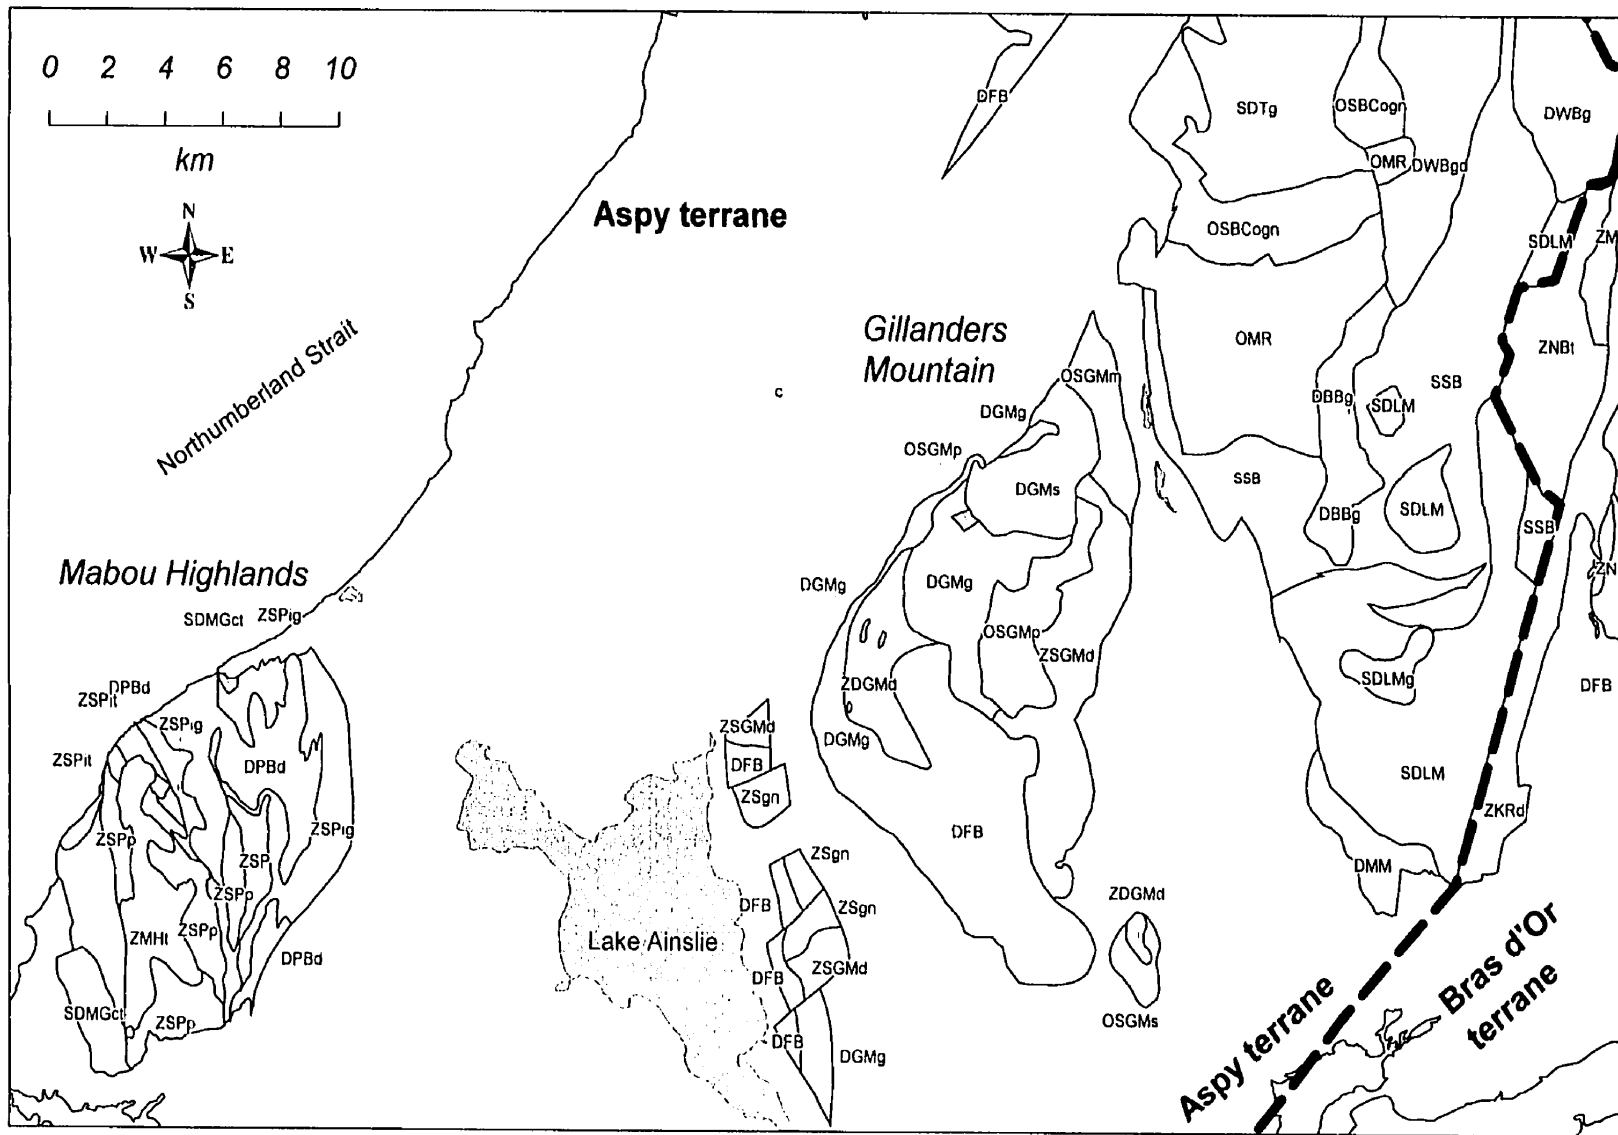 0 2 4 6 8 10
km
N
W E
S
Northumberland Strait
Aspy terrane
Gillanders
Mountain
Mabou Highlands
Lake Ainslie
Aspy terrane
Bras d'Or
terrane
c
DFB
SDTg
OSBCogn
DWBg
OMR
DWBgd
OSBCogn
SDLM
ZM
OMR
ZNBt
OSGMm
SSB
DBBg
SDLM
DGMg
OSGMp
DGMs
SSB
DBBg
SDLM
SSB
ZN
DGMg
DGMg
OSGMp
ZSGMd
SDMGct
ZSPig
DPBd
ZSPit
ZSPig
ZSPit
DPBd
ZSPig
ZSPp
ZSP
ZSPp
ZMHt
ZSPp
DPBd
SDMGct
ZSPp
ZDGMd
DGMg
SDLMg
DFB
ZSGMd
DFB
ZSgn
DFB
SDLM
ZKRd
DMM
ZSgn
DFB
ZSgn
ZDGMd
ZSGMd
DFB
OSGMs
DFB
DGMg